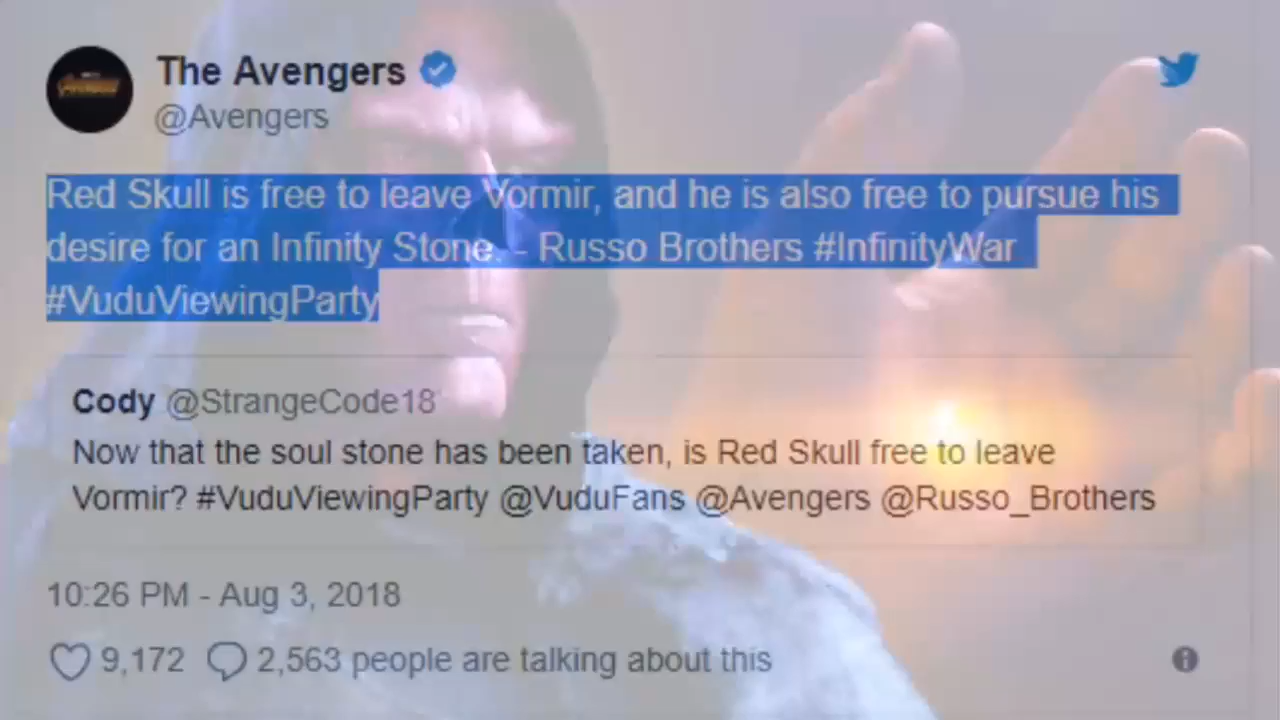 The Avengers
@Avengers
Red Skull is free to leave Vormir, and he is also free to pursue his
desire for an Infinity Stone. - Russo Brothers #InfinityWar
#VuduViewingParty
Cody @StrangeCode18
Now that the soul stone has been taken, is Red Skull free to leave
Vormir? #VuduViewingParty @VuduFans @Avengers @Russo_Brothers
10:26 PM - Aug 3, 2018
9,172 2,563 people are talking about this